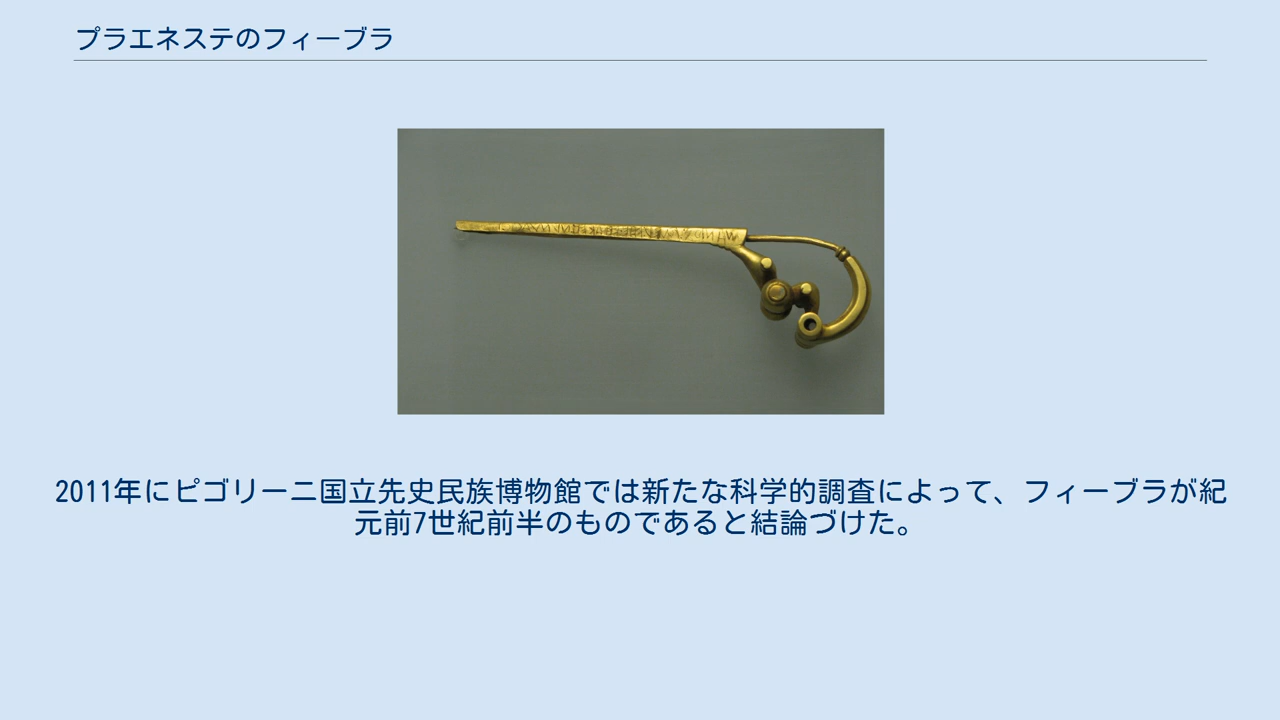 プラエネステのフィーブラ
2011年にピゴリーニ国立先史民族博物館では新たな科学的調査によって、フィーブラが紀
元前7世紀前半のものであると結論づけた。